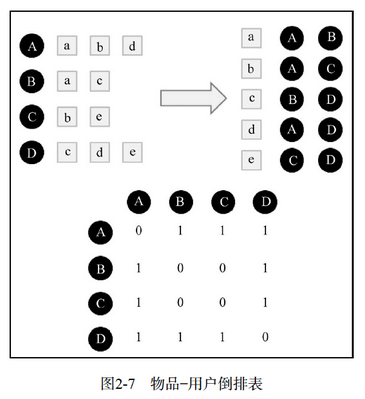 A a b d
B a c
C b e
D c d e
a A B
b A C
c B D
d A D
e C D
A B C D
A 0 1 1 1
B 1 0 0 1
C 1 0 0 1
D 1 1 1 0
图2-7 物品-用户倒排表